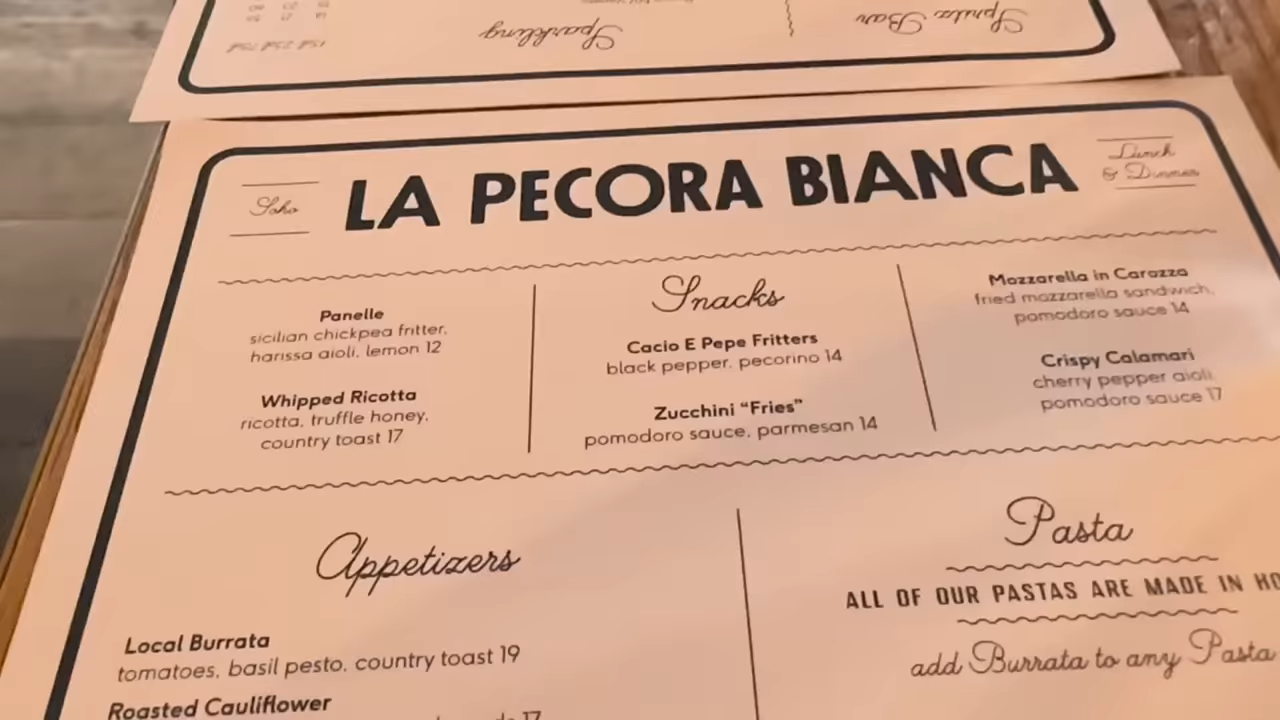 Sparkling
Spritz Bar
Soho
LA PECORA BIANCA
Lunch
& Dinner
Panelle
sicilian chickpea fritter,
harissa aioli, lemon 12
Whipped Ricotta
ricotta, truffle honey,
country toast 17
Snacks
Cacio E Pepe Fritters
black pepper, pecorino 14
Zucchini “Fries”
pomodoro sauce, parmesan 14
Mozzarella in Carozza
fried mozzarella sandwich,
pomodoro sauce 14
Crispy Calamari
cherry pepper aioli,
pomodoro sauce 17
Appetizers
Local Burrata
tomatoes, basil pesto, country toast 19
Roasted Cauliflower
17
Pasta
ALL OF OUR PASTAS ARE MADE IN
add Burrata to any Pasta